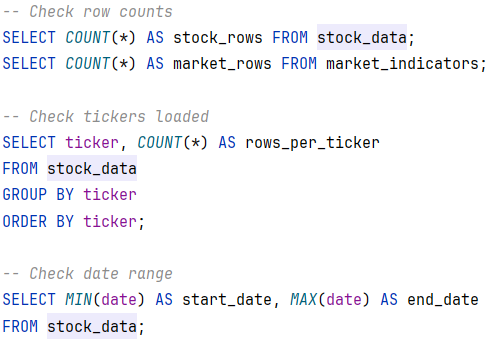 -- Check row counts
SELECT COUNT(*) AS stock_rows FROM stock_data;
SELECT COUNT(*) AS market_rows FROM market_indicators;
-- Check tickers loaded
SELECT ticker, COUNT(*) AS rows_per_ticker
FROM stock_data
GROUP BY ticker
ORDER BY ticker;
-- Check date range
SELECT MIN(date) AS start_date, MAX(date) AS end_date
FROM stock_data;